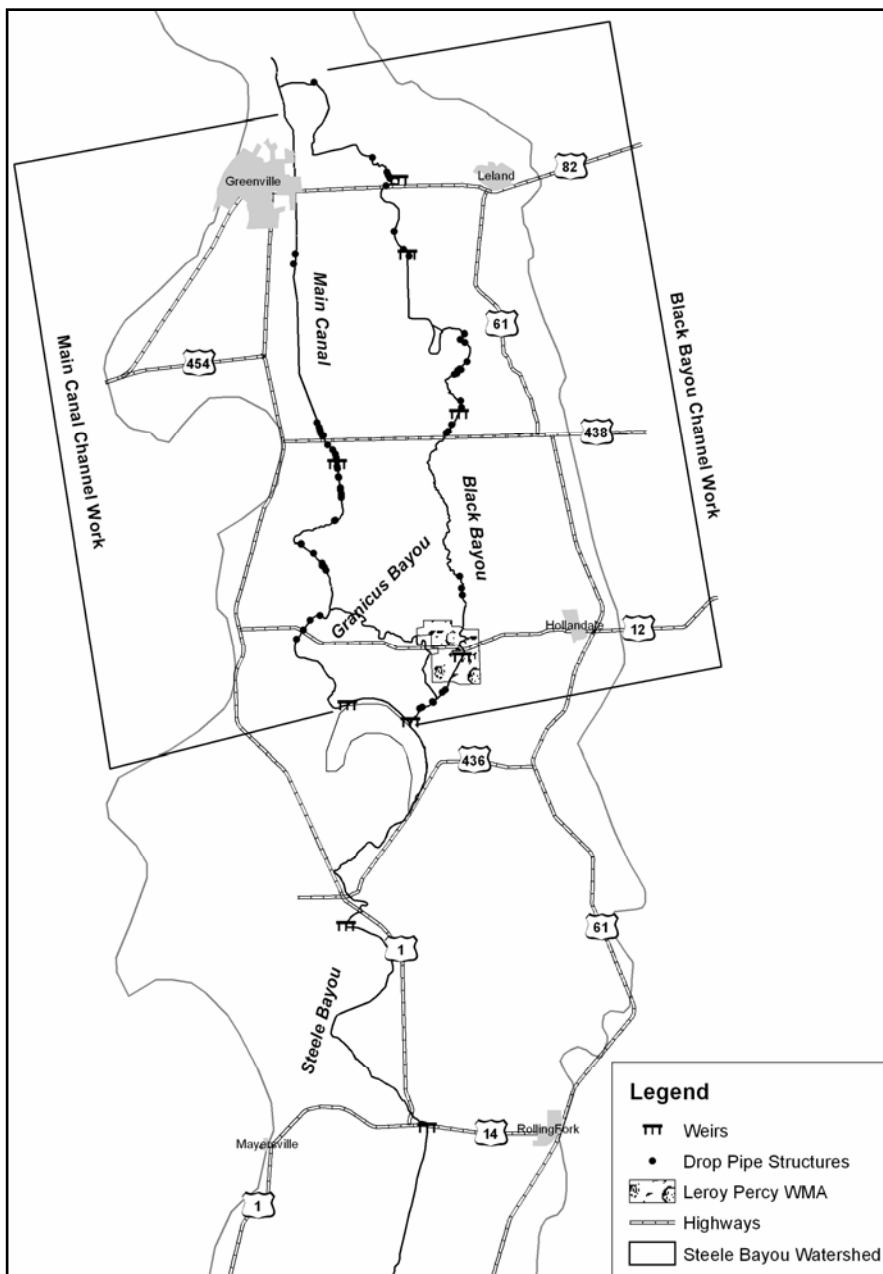 82
Greenville
Leland
Main Canal
61
Black Bayou Channel Work
454
Main Canal Channel Work
438
Black Bayou
Granicus Bayou
Hollandale
12
436
61
1
Steele Bayou
Legend
Weirs
Drop Pipe Structures
Leroy Percy WMA
Highways
Steele Bayou Watershed
14
RollingFork
Mayersville
1